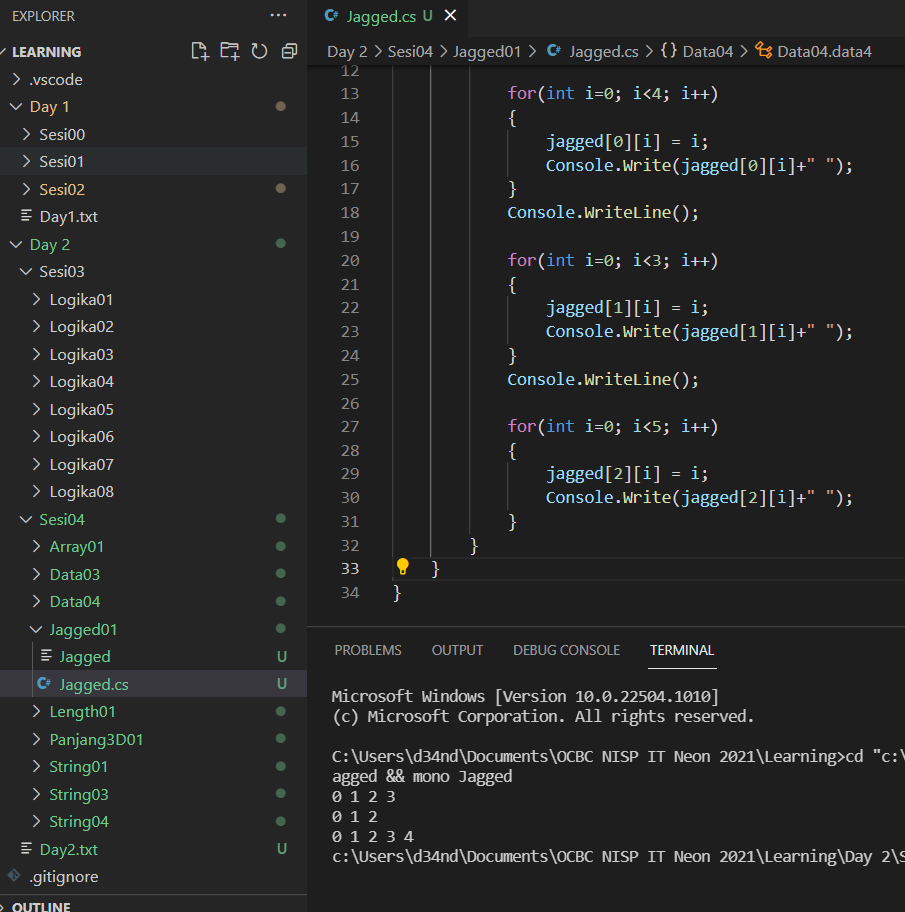 EXPLORER
LEARNING
.vscode
Day 1
Sesi00
Sesi01
Sesi02
Day1.txt
Day 2
Sesi03
Logika01
Logika02
Logika03
Logika04
Logika05
Logika06
Logika07
Logika08
Sesi04
Array01
Data03
Data04
Jagged01
Jagged U
Jagged.cs U
Length01
Panjang3D01
String01
String03
String04
Day2.txt U
.gitignore
OUTLINE
Jagged.cs U
Day 2 > Sesi04 > Jagged01 > Jagged.cs > {} Data04 > Data04.data4
12
13 for(int i=0; i<4; i++)
14 {
15 jagged[0][i] = i;
16 Console.Write(jagged[0][i]+" ");
17 }
18 Console.WriteLine();
19
20 for(int i=0; i<3; i++)
21 {
22 jagged[1][i] = i;
23 Console.Write(jagged[1][i]+" ");
24 }
25 Console.WriteLine();
26
27 for(int i=0; i<5; i++)
28 {
29 jagged[2][i] = i;
30 Console.Write(jagged[2][i]+" ");
31 }
32 }
33 }
34 }
PROBLEMS OUTPUT DEBUG CONSOLE TERMINAL
Microsoft Windows [Version 10.0.22504.1010]
(c) Microsoft Corporation. All rights reserved.
C:\Users\d34nd\Documents\OCBC NISP IT Neon 2021\Learning>cd "c:\
agged && mono Jagged
0 1 2 3
0 1 2
0 1 2 3 4
c:\Users\d34nd\Documents\OCBC NISP IT Neon 2021\Learning\Day 2\S